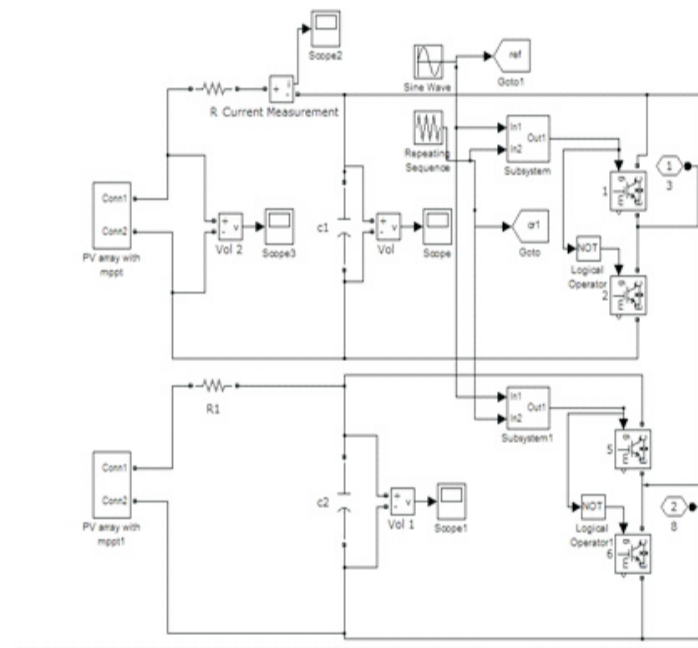 Scope2
ref
Sine Wave
Goto1
R Current Measurement
Repeating
Sequence
In1
In2
Out1
Subsystem
1
1
3
Conn1
Conn2
PV array with
mppt
+
-
v
Vol 2
Scope3
c1
+
-
v
Vol
Scope
cr1
Goto
NOT
Logical
Operator
2
R1
In1
In2
Out1
Subsystem1
5
Conn1
Conn2
PV array with
mppt1
c2
+
-
v
Vol 1
Scope1
NOT
Logical
Operator1
6
2
8